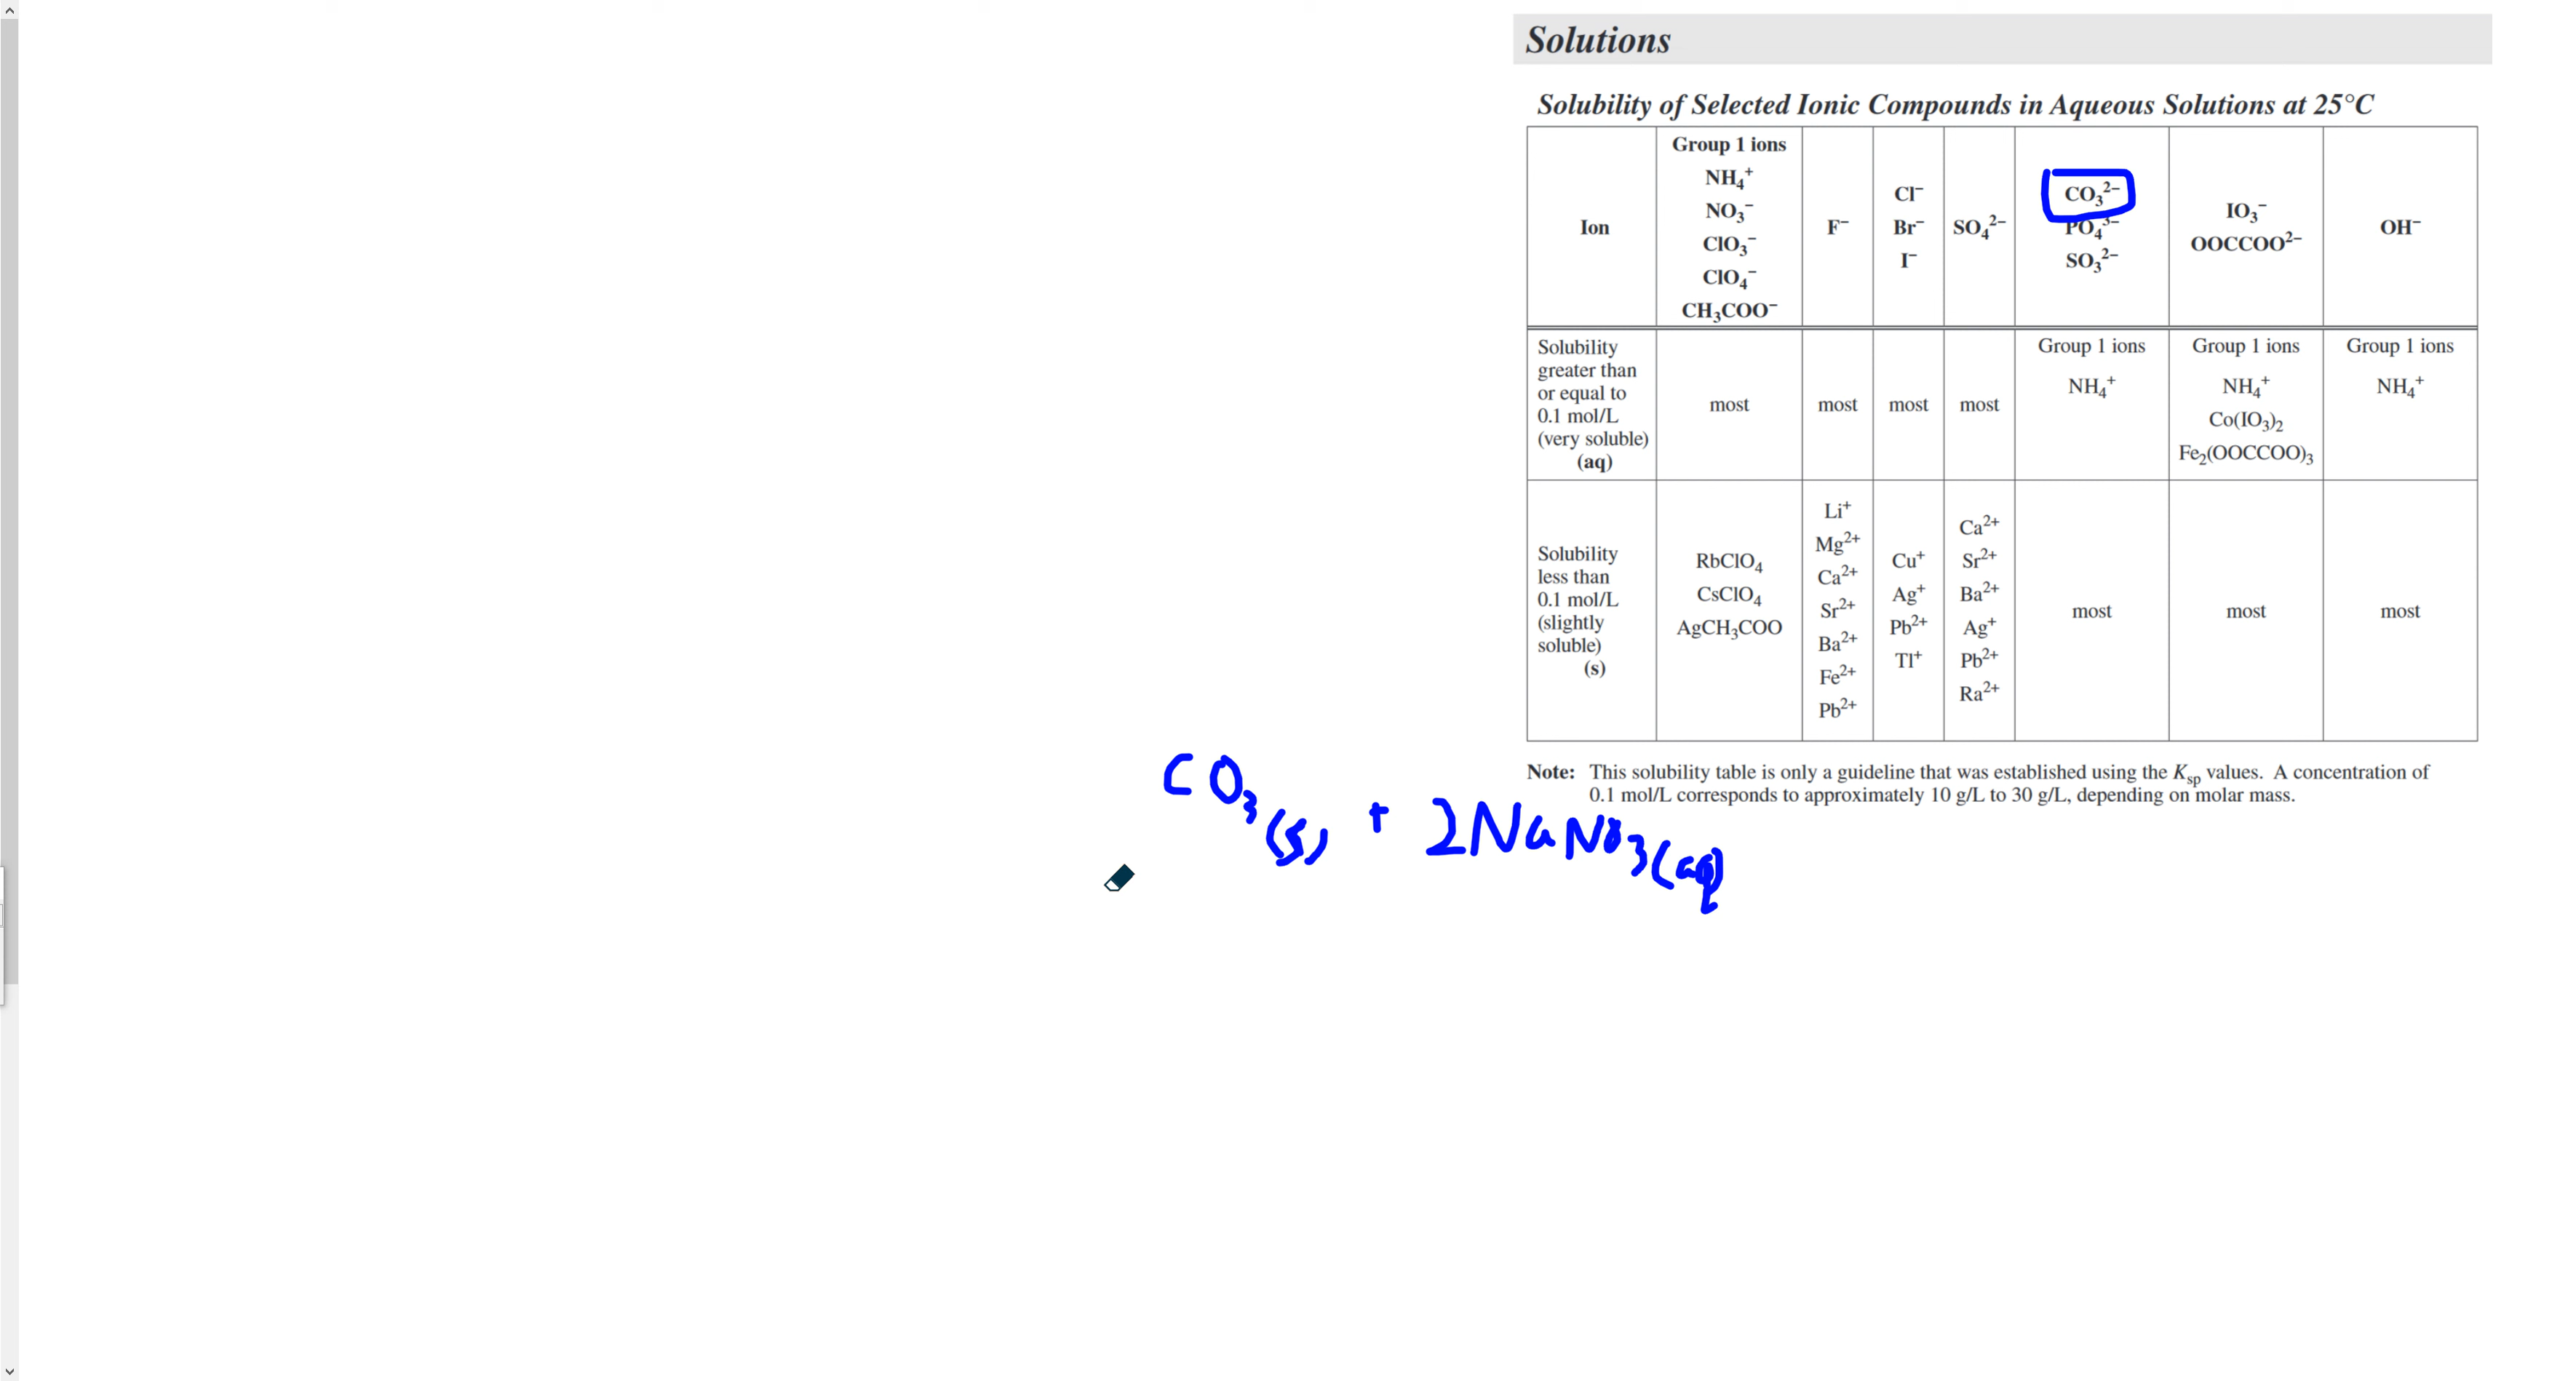 Solutions
Solubility of Selected Ionic Compounds in Aqueous Solutions at 25°C
Ion
Group 1 ions
NH₄⁺
NO₃⁻
ClO₃⁻
ClO₄⁻
CH₃COO⁻
F⁻
Cl⁻
Br⁻
I⁻
SO₄²⁻
CO₃²⁻
PO₄³⁻
SO₃²⁻
IO₃⁻
OOCCOO²⁻
OH⁻
Solubility
greater than
or equal to
0.1 mol/L
(very soluble)
(aq)
most
most
most
most
Group 1 ions
NH₄⁺
Group 1 ions
NH₄⁺
Co(IO₃)₂
Fe₂(OOCCOO)₃
Group 1 ions
NH₄⁺
Solubility
less than
0.1 mol/L
(slightly
soluble)
(s)
RbClO₄
CsClO₄
AgCH₃COO
Li⁺
Mg²⁺
Ca²⁺
Sr²⁺
Ba²⁺
Fe²⁺
Pb²⁺
Cu⁺
Ag⁺
Pb²⁺
Tl⁺
Ca²⁺
Sr²⁺
Ba²⁺
Ag⁺
Pb²⁺
Ra²⁺
most
most
most
Note: This solubility table is only a guideline that was established using the Kₛₚ values. A concentration of
0.1 mol/L corresponds to approximately 10 g/L to 30 g/L, depending on molar mass.
CO₃(s) + 2NaNO₃(aq)